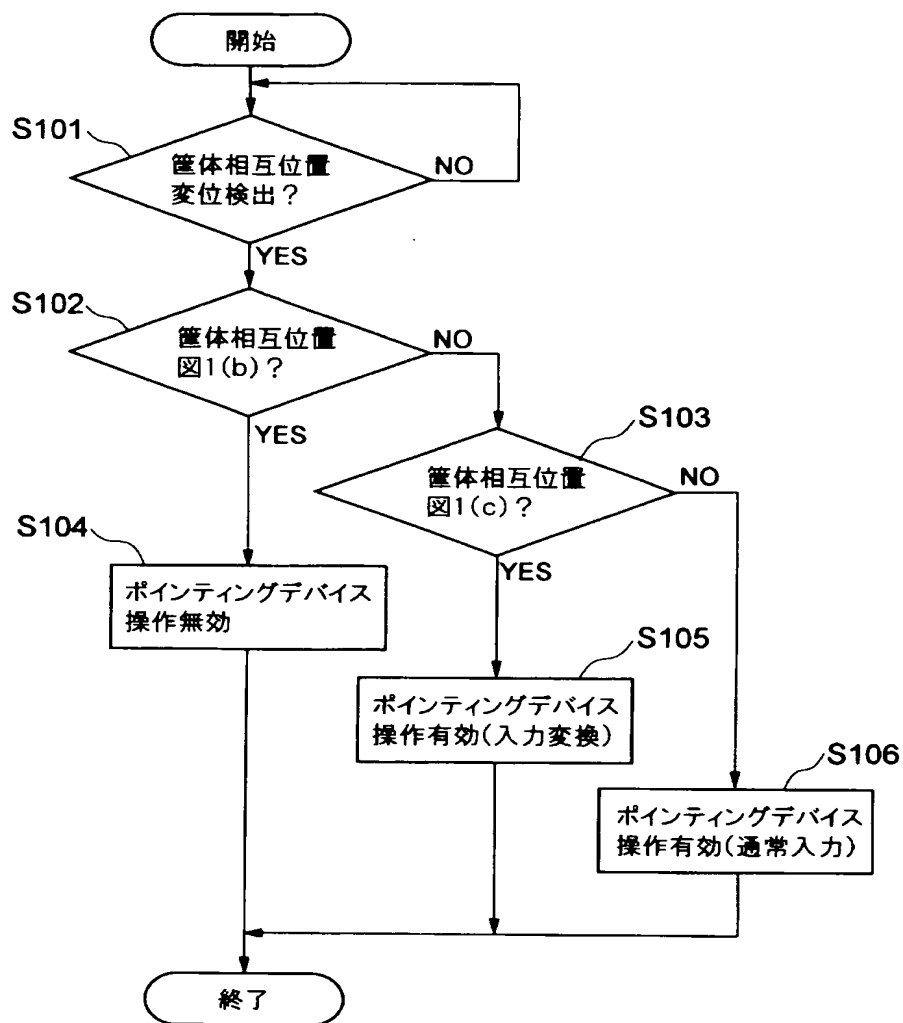 開始
S101
筐体相互位置
変位検出？
NO
YES
S102
筐体相互位置
図1(b)？
NO
YES
S103
筐体相互位置
図1(c)？
NO
YES
S104
ポインティングデバイス
操作無効
S105
ポインティングデバイス
操作有効(入力変換)
S106
ポインティングデバイス
操作有効(通常入力)
終了